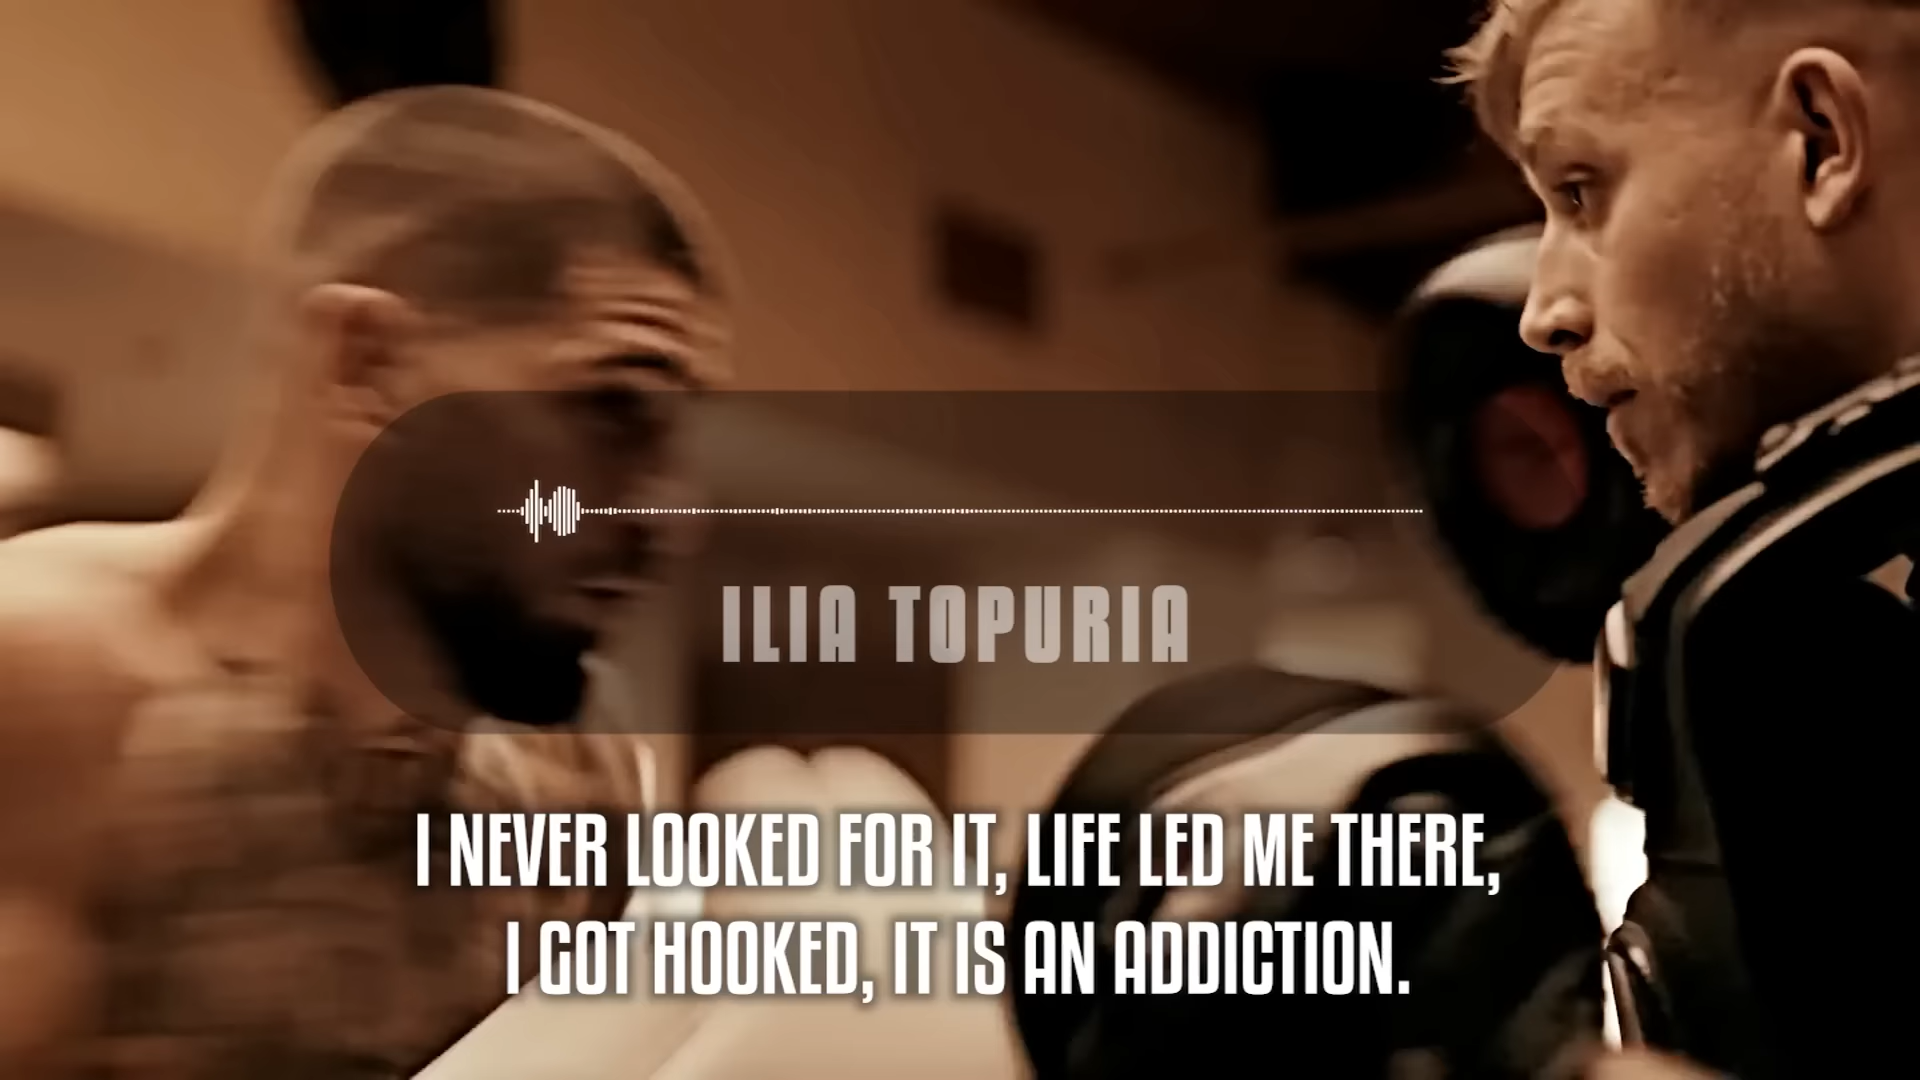 ILIA TOPURIA
I NEVER LOOKED FOR IT, LIFE LED ME THERE,
I GOT HOOKED, IT IS AN ADDICTION.